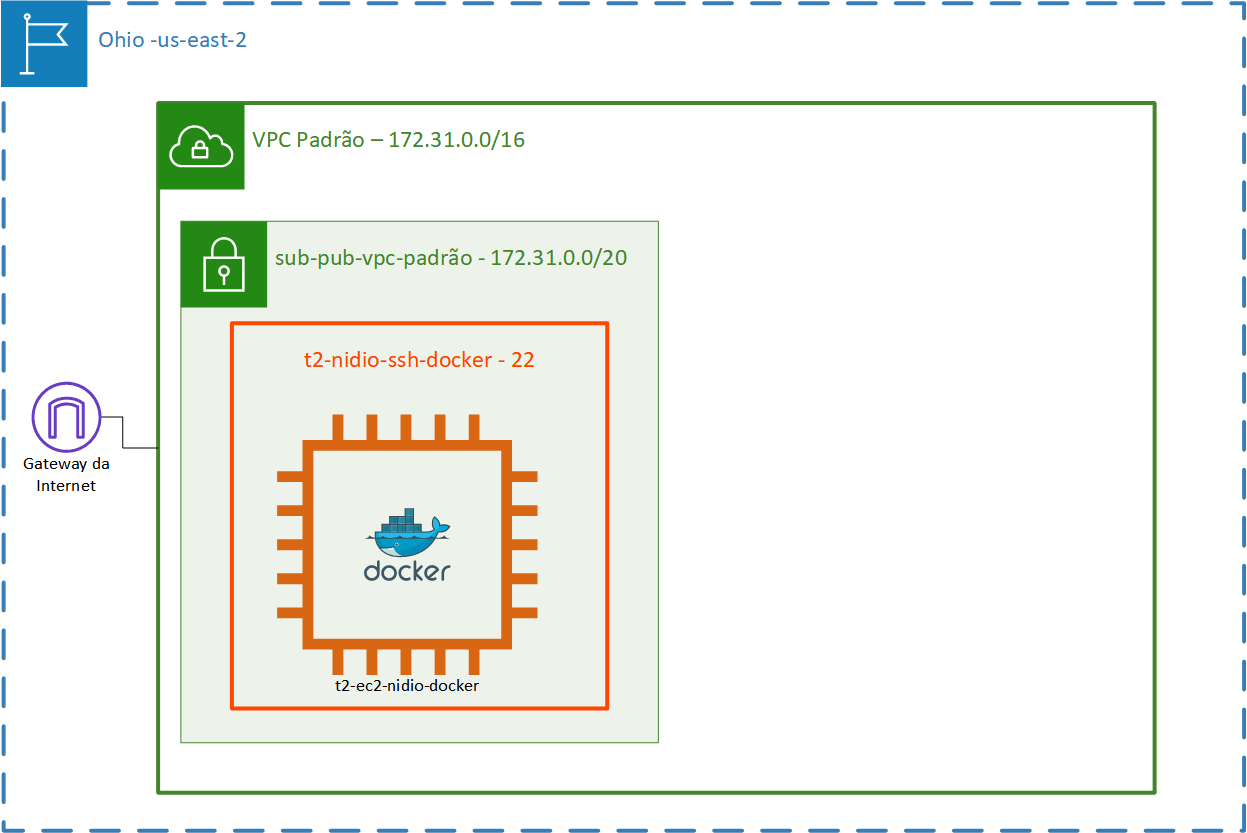 Ohio -us-east-2
VPC Padrão – 172.31.0.0/16
sub-pub-vpc-padrão - 172.31.0.0/20
t2-nidio-ssh-docker - 22
Gateway da
Internet
docker
t2-ec2-nidio-docker